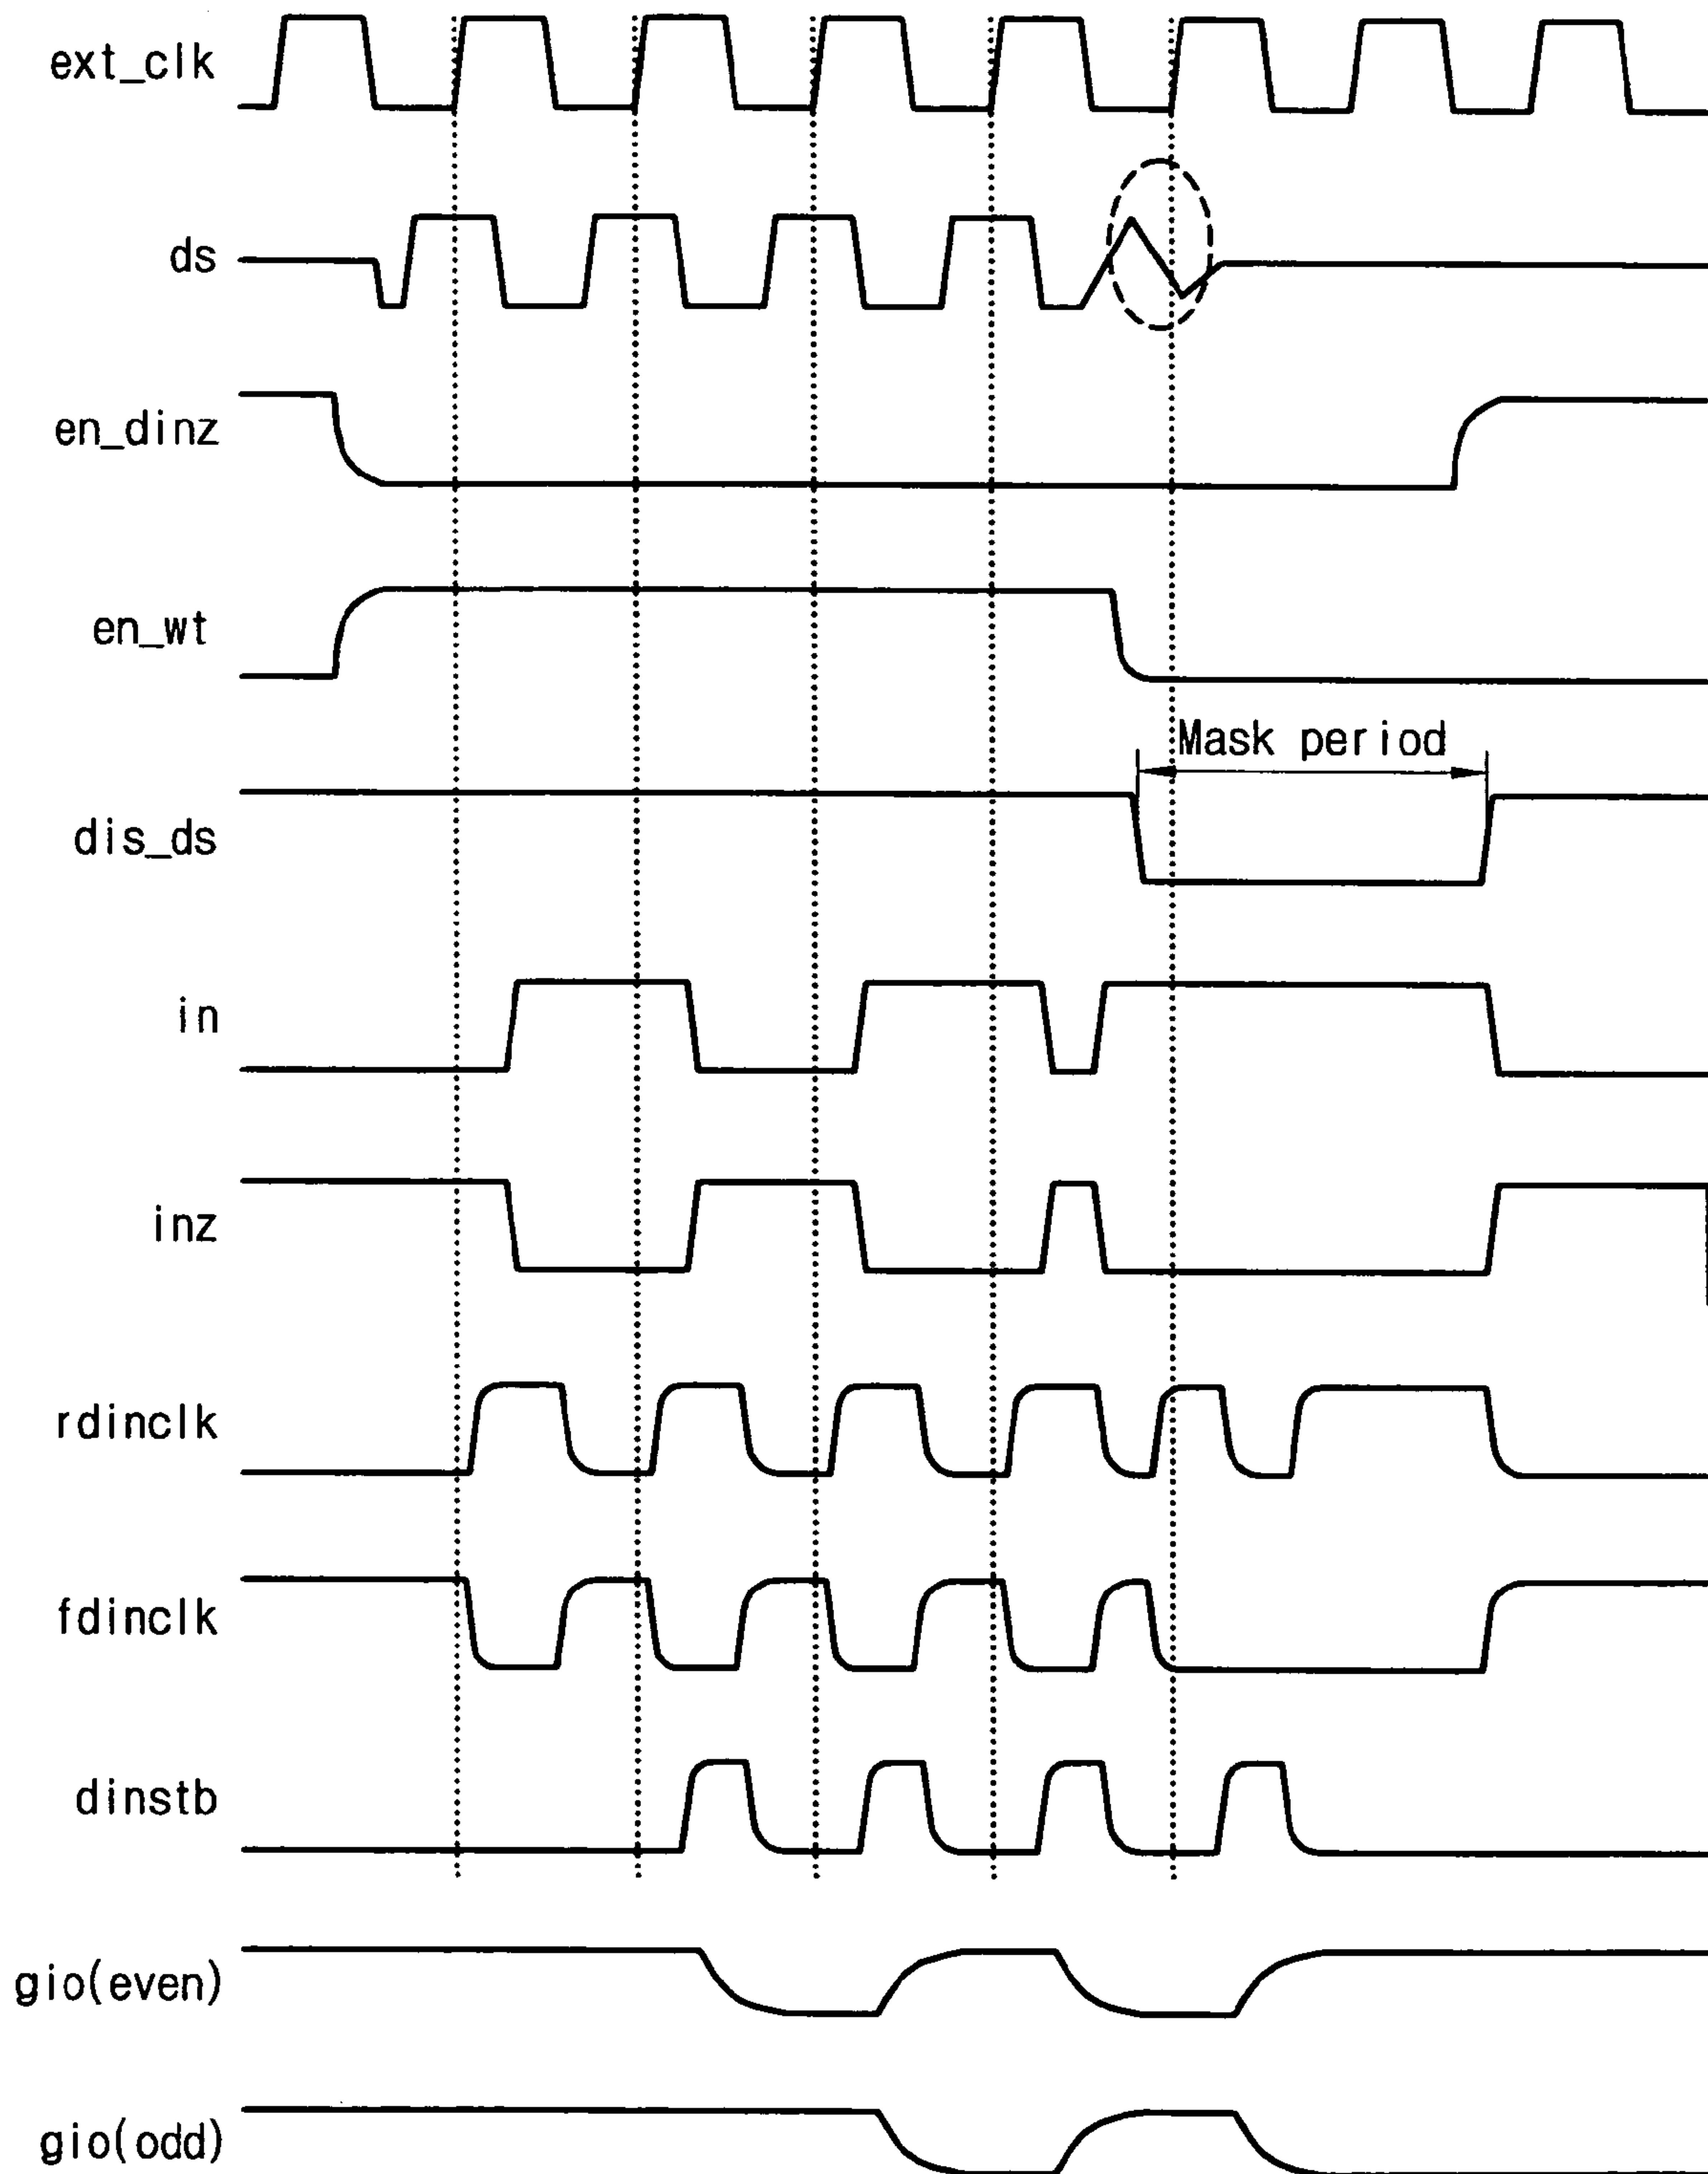 ext_clk
ds
en_dinz
en_wt
Mask period
dis_ds
in
inz
rdinclk
fdinclk
dinstb
gio(even)
gio(odd)